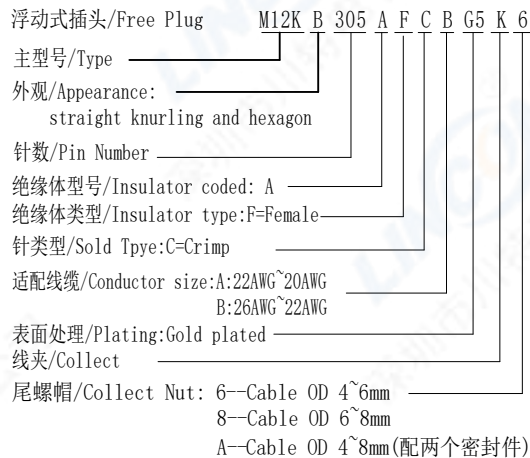 浮动式插头/Free Plug M12K B 305 A F C B G5 K 6
主型号/Type
外观/Appearance:
straight knurling and hexagon
针数/Pin Number
绝缘体型号/Insulator coded: A
绝缘体类型/Insulator type:F=Female
针类型/Sold Tpye:C=Crimp
适配线缆/Conductor size:A:22AWG~20AWG
B:26AWG~22AWG
表面处理/Plating:Gold plated
线夹/Collect
尾螺帽/Collect Nut: 6--Cable OD 4~6mm
8--Cable OD 6~8mm
A--Cable OD 4~8mm(配两个密封件)